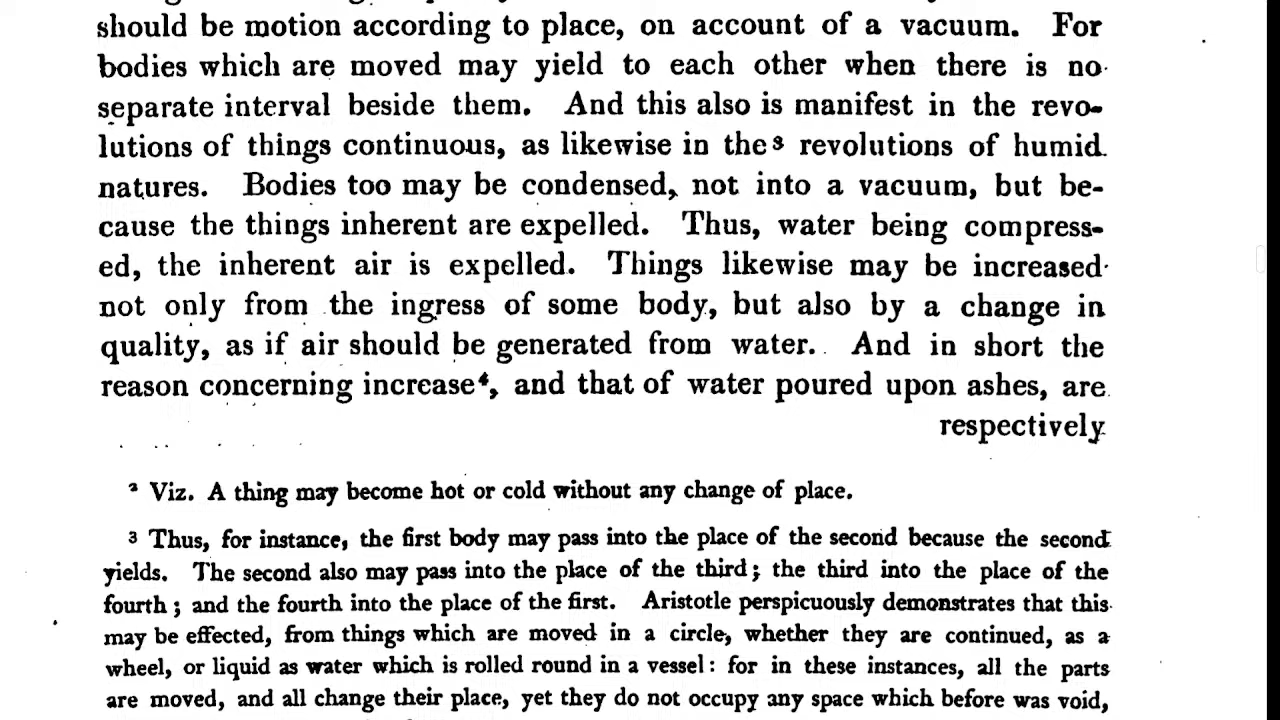 should be motion according to place, on account of a vacuum. For
bodies which are moved may yield to each other when there is no
separate interval beside them. And this also is manifest in the revo-
lutions of things continuous, as likewise in the ³ revolutions of humid
natures. Bodies too may be condensed, not into a vacuum, but be-
cause the things inherent are expelled. Thus, water being compress-
ed, the inherent air is expelled. Things likewise may be increased
not only from the ingress of some body, but also by a change in
quality, as if air should be generated from water. And in short the
reason concerning increase⁴, and that of water poured upon ashes, are
respectively
² Viz. A thing may become hot or cold without any change of place.
³ Thus, for instance, the first body may pass into the place of the second because the second
yields. The second also may pass into the place of the third; the third into the place of the
fourth; and the fourth into the place of the first. Aristotle perspicuously demonstrates that this
may be effected, from things which are moved in a circle, whether they are continued, as a
wheel, or liquid as water which is rolled round in a vessel: for in these instances, all the parts
are moved, and all change their place, yet they do not occupy any space which before was void,